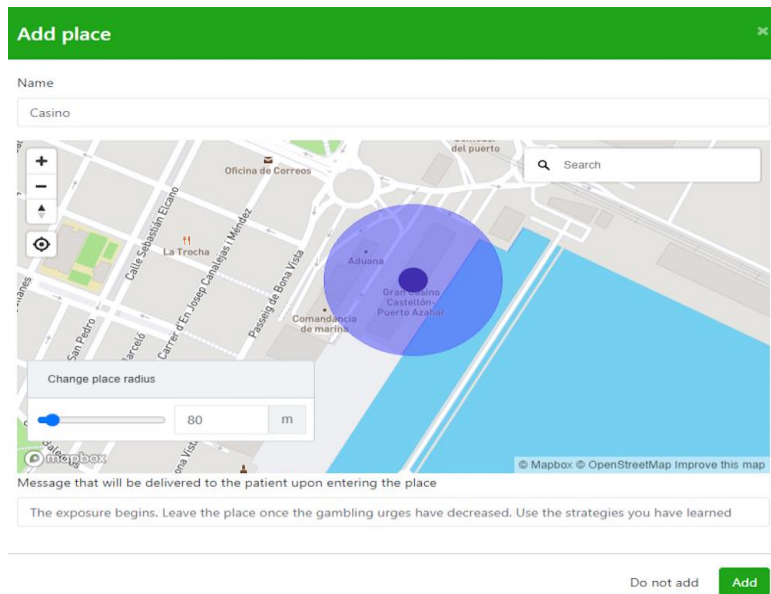 Add place
×
Name
Casino
del puerto
Search
Oficina de Correos
Calle Sebastián Elcano
La Trocha
Carrer d'En Josep Canalejas i Méndez
Passeig de Bona Vista
Aduana
Gran Casino
Castellón-
Puerto Azahar
Comandancia
de marina
San Pedro
Change place radius
80
m
mapbox
© Mapbox © OpenStreetMap Improve this map
Message that will be delivered to the patient upon entering the place
The exposure begins. Leave the place once the gambling urges have decreased. Use the strategies you have learned
Do not add
Add